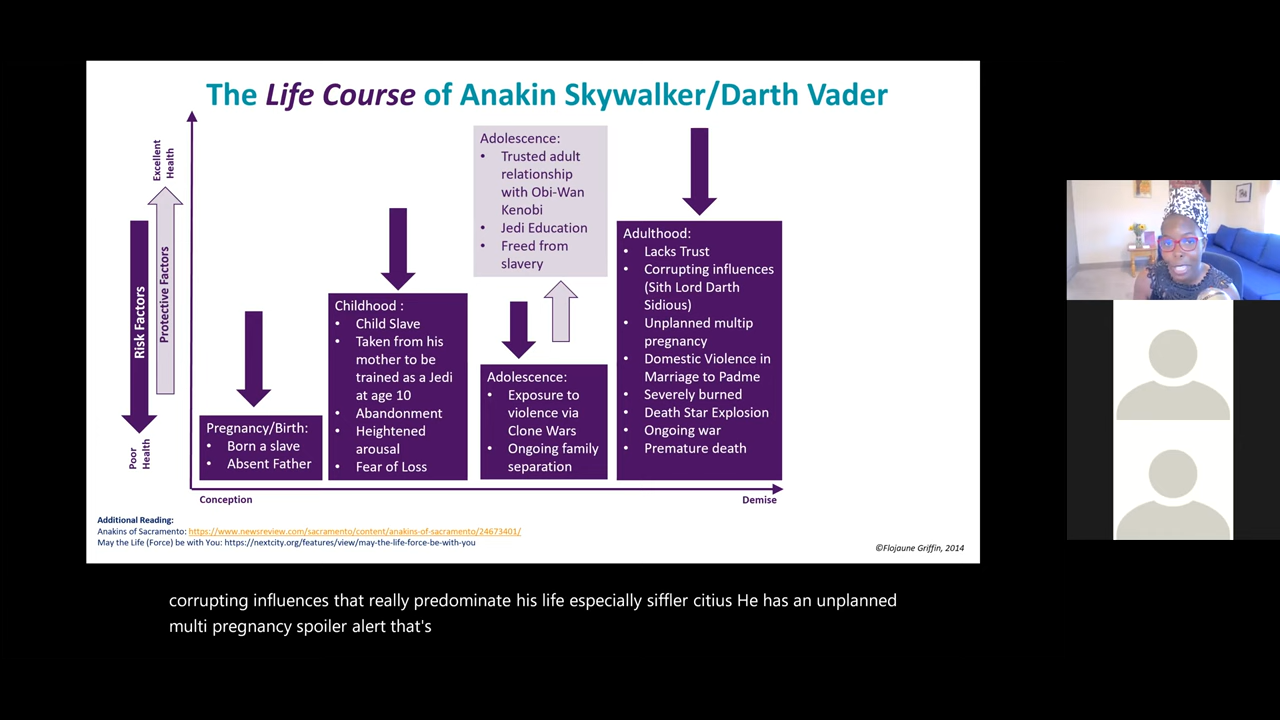 The Life Course of Anakin Skywalker/Darth Vader
Excellent
Health
Risk Factors
Protective Factors
Poor
Health
Pregnancy/Birth:
• Born a slave
• Absent Father
Childhood :
• Child Slave
• Taken from his
mother to be
trained as a Jedi
at age 10
• Abandonment
• Heightened
arousal
• Fear of Loss
Adolescence:
• Trusted adult
relationship
with Obi-Wan
Kenobi
• Jedi Education
• Freed from
slavery
Adolescence:
• Exposure to
violence via
Clone Wars
• Ongoing family
separation
Adulthood:
• Lacks Trust
• Corrupting influences
(Sith Lord Darth
Sidious)
• Unplanned multip
pregnancy
• Domestic Violence in
Marriage to Padme
• Severely burned
• Death Star Explosion
• Ongoing war
• Premature death
Conception
Demise
Additional Reading:
Anakins of Sacramento: https://www.newsreview.com/sacramento/content/anakins-of-sacramento/24673401/
May the Life (Force) be with You: https://nextcity.org/features/view/may-the-life-force-be-with-you
©Flojaune Griffin, 2014
corrupting influences that really predominate his life especially siffler citius He has an unplanned
multi pregnancy spoiler alert that's